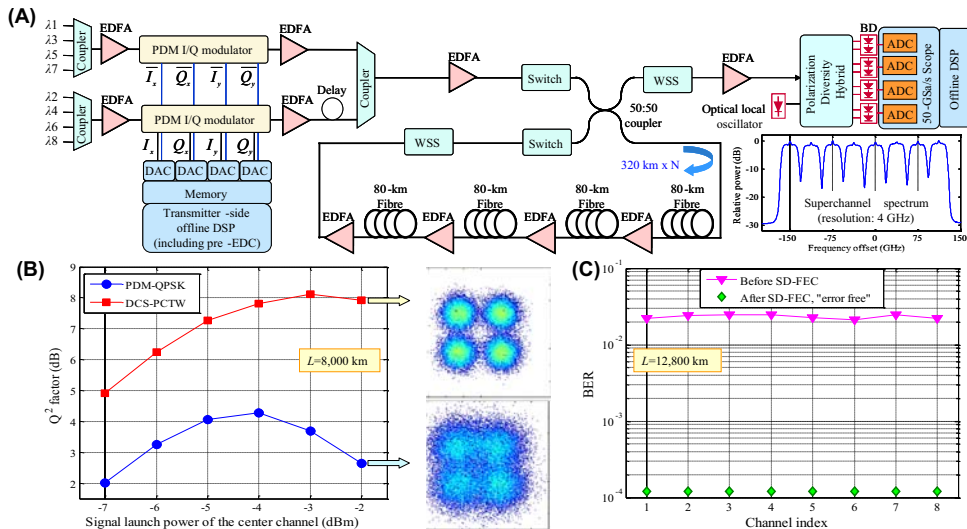 (A)
λ1
λ3
λ5
λ7
Coupler
EDFA
PDM I/Q modulator
EDFA
I̅x Q̅x I̅y Q̅y
λ2
λ4
λ6
λ8
Coupler
EDFA
PDM I/Q modulator
EDFA
Delay
Coupler
Ix Qx Iy Qy
DAC DAC DAC DAC
Memory
Transmitter -side
offline DSP
(including pre -EDC)
EDFA
Switch
WSS
EDFA
50:50
coupler
WSS
Switch
320 km x N
80-km
Fibre
80-km
Fibre
80-km
Fibre
80-km
Fibre
EDFA
EDFA
EDFA
EDFA
Optical local
oscillator
Polarization
Diversity
Hybrid
BD
BD
ADC
ADC
ADC
ADC
50 -GSa/s Scope
Offline DSP
Relative power (dB)
0
-10
-20
-30
Superchannel spectrum
(resolution: 4 GHz)
-150 -75 0 75 150
Frequency offset (GHz)
(B)
Q² factor (dB)
9
8
7
6
5
4
3
2
PDM-QPSK
DCS-PCTW
L=8,000 km
-7 -6 -5 -4 -3 -2
Signal launch power of the center channel (dBm)
(C)
BER
10⁻¹
10⁻²
10⁻³
10⁻⁴
Before SD-FEC
After SD-FEC, "error free"
L=12,800 km
1 2 3 4 5 6 7 8
Channel index